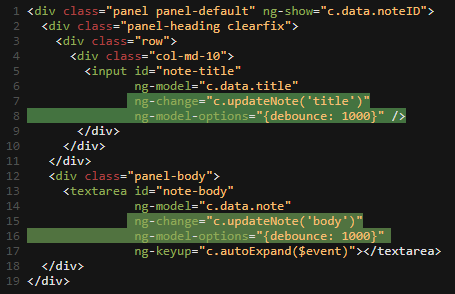 1 <div class="panel panel-default" ng-show="c.data.noteID">
2   <div class="panel-heading clearfix">
3     <div class="row">
4       <div class="col-md-10">
5         <input id="note-title"
6                ng-model="c.data.title"
7                ng-change="c.updateNote('title')"
8                ng-model-options="{debounce: 1000}" />
9       </div>
10     </div>
11   </div>
12   <div class="panel-body">
13     <textarea id="note-body"
14               ng-model="c.data.note"
15               ng-change="c.updateNote('body')"
16               ng-model-options="{debounce: 1000}"
17               ng-keyup="c.autoExpand($event)"></textarea>
18   </div>
19 </div>